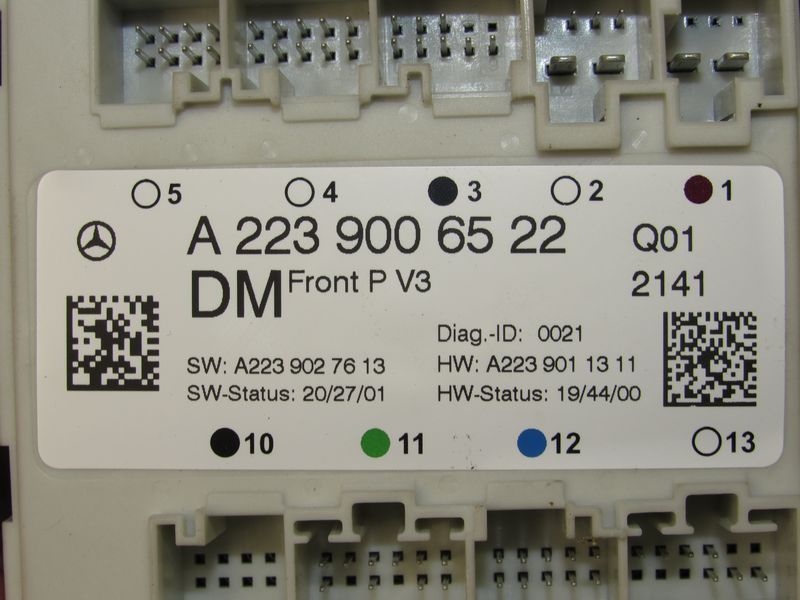 5 4 3 2 1
A 223 900 65 22 Q01
DM Front P V3 2141
Diag.-ID: 0021
SW: A223 902 76 13 HW: A223 901 13 11
SW-Status: 20/27/01 HW-Status: 19/44/00
10 11 12 13